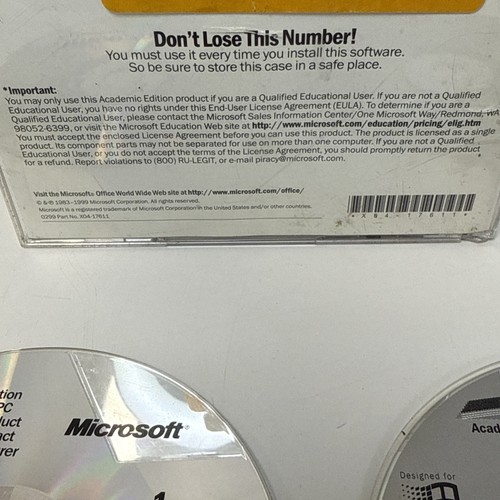 Don't Lose This Number!
You must use it every time you install this software.
So be sure to store this case in a safe place.
*Important:
You may only use this Academic Edition product if you are a Qualified Educational User. If you are not a Qualified
Educational User, you have no rights under this End-User License Agreement (EULA). To determine if you are a
Qualified Educational User, please contact the Microsoft Sales Information Center/One Microsoft Way/Redmond, WA
98052-6399, or visit the Microsoft Education Web site at http://www.microsoft.com/education/pricing/elig.htm
You must accept the enclosed License Agreement before you can use this product. The product is licensed as a single
product. Its component parts may not be separated for use on more than one computer. If you are not a Qualified
Educational User, or you do not accept the terms of the License Agreement, you should promptly return the product
for a refund. Report violations to (800) RU-LEGIT, or e-mail piracy@microsoft.com.
Visit the Microsoft® Office World Wide Web site at http://www.microsoft.com/office/
© & ℗ 1983-1999 Microsoft Corporation. All rights reserved.
Microsoft is a registered trademark of Microsoft Corporation in the United States and/or other countries.
0299 Part No. X04-17611
* X 0 4 - 1 7 6 1 1 *
tion
PC
uct
act
rer
Microsoft®
1
Acad
Designed for